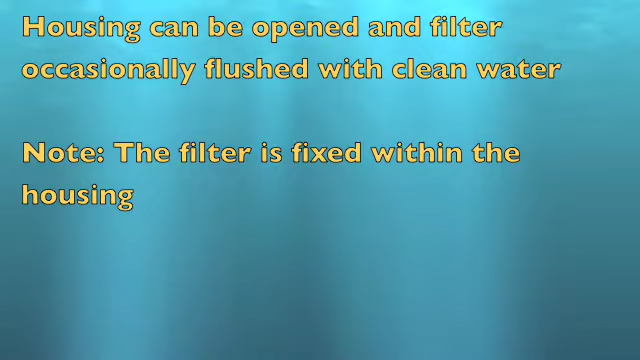 Housing can be opened and filter
occasionally flushed with clean water
Note: The filter is fixed within the
housing